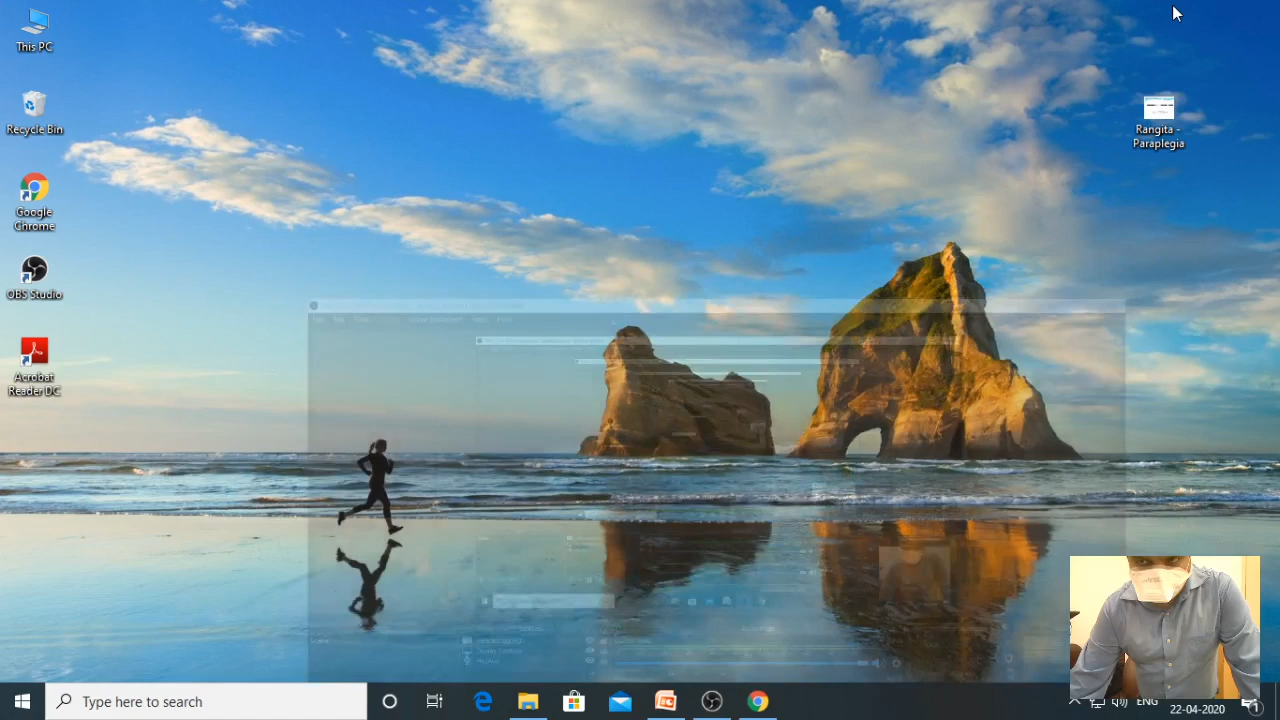 This PC
Recycle Bin
Google
Chrome
OBS Studio
Acrobat
Reader DC
Rangita -
Paraplegia
Type here to search
ENG
22-04-2020
1